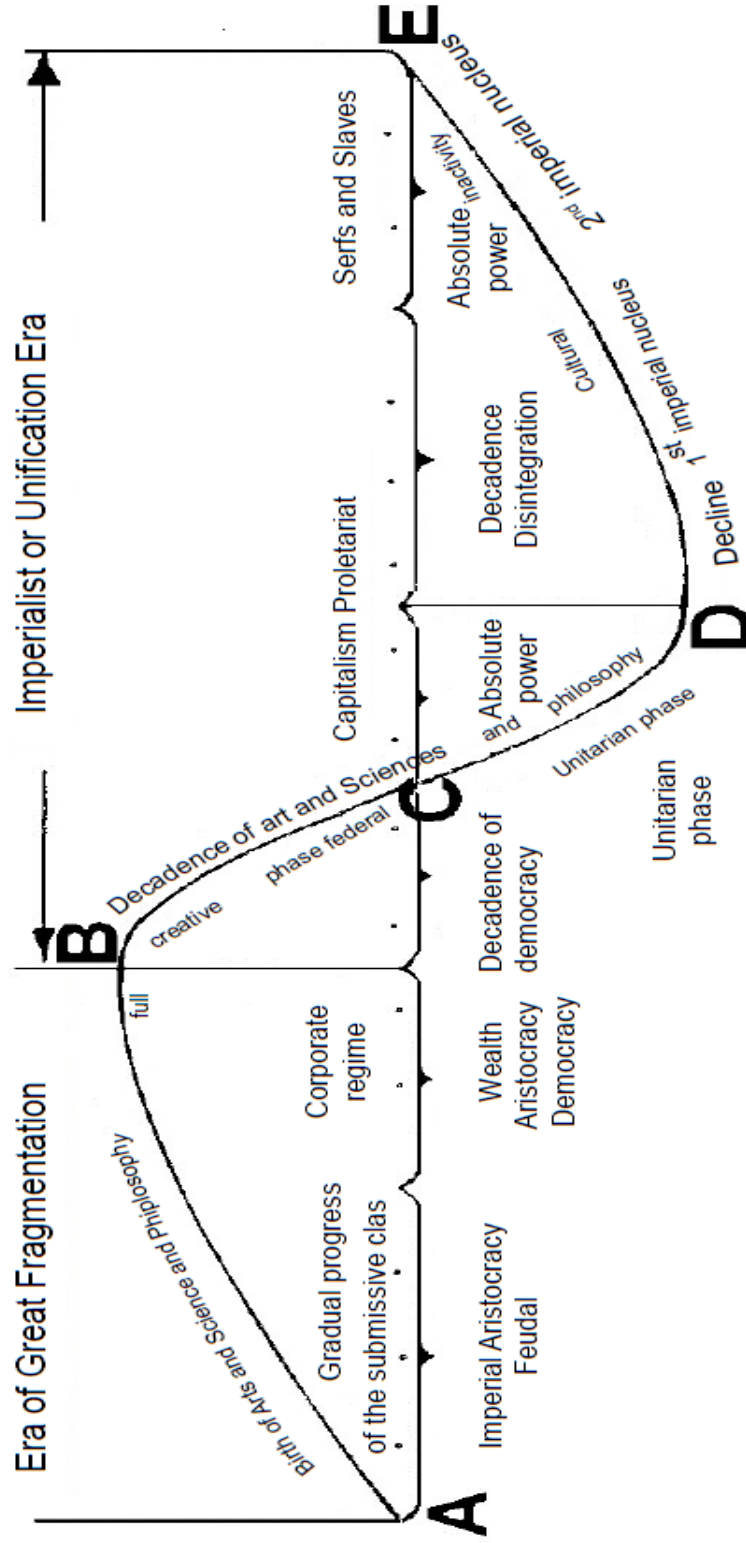 Era of Great Fragmentation
Imperialist or Unification Era
B
E
full
creative
phase federal
Decadence of art and Sciences
and
philosophy
Birth of Arts and Science and Phiplosophy
Gradual progress
of the submissive clas
Corporate
regime
Capitalism Proletariat
Serfs and Slaves
A
C
Imperial Aristocracy
Feudal
Wealth
Aristocracy
Democracy
Decadence of
democracy
Absolute
power
Decadence
Disintegration
Absolute
power
Cultural
inactivity
Unitarian phase
Unitarian
phase
D
Decline
1st imperial nucleus
2nd imperial nucleus